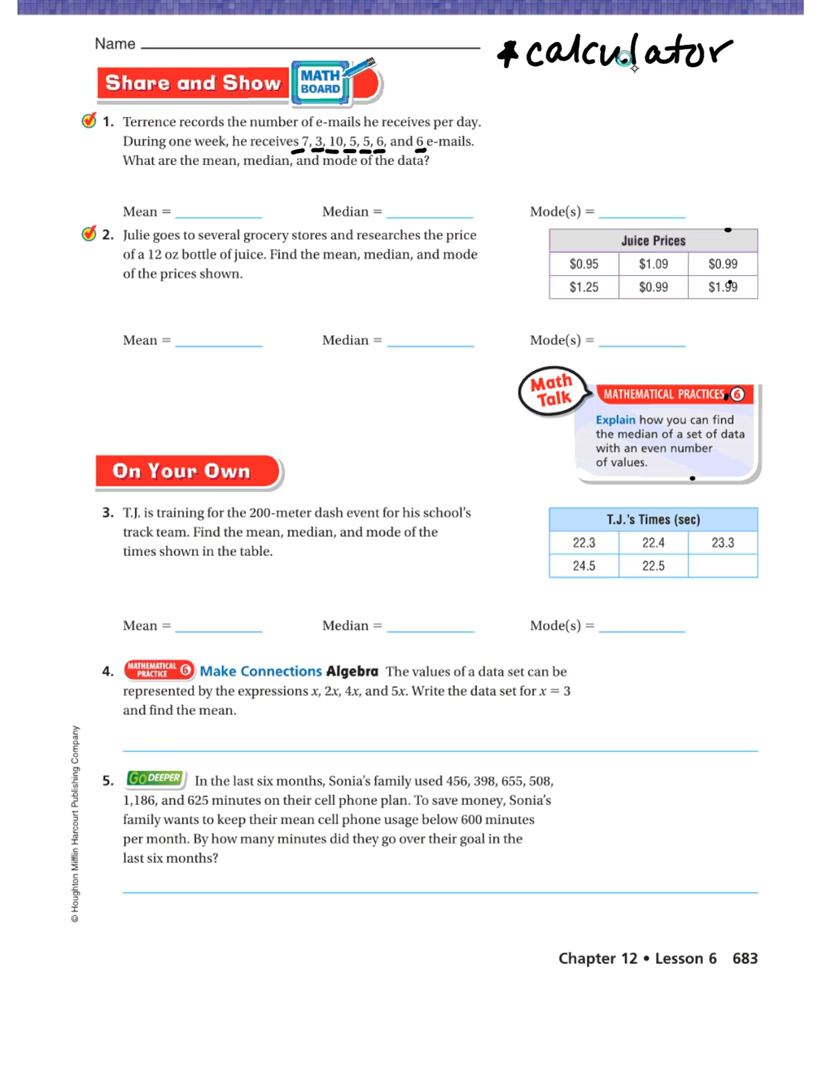 Name
*calculator
Share and Show
MATH
BOARD
1. Terrence records the number of e-mails he receives per day.
During one week, he receives 7, 3, 10, 5, 5, 6, and 6 e-mails.
What are the mean, median, and mode of the data?
Mean = Median = Mode(s) =
2. Julie goes to several grocery stores and researches the price
of a 12 oz bottle of juice. Find the mean, median, and mode
of the prices shown.
Juice Prices
$0.95 $1.09 $0.99
$1.25 $0.99 $1.99
Mean = Median = Mode(s) =
Math
Talk
MATHEMATICAL PRACTICES 6
Explain how you can find
the median of a set of data
with an even number
of values.
On Your Own
3. T.J. is training for the 200-meter dash event for his school's
track team. Find the mean, median, and mode of the
times shown in the table.
T.J.'s Times (sec)
22.3 22.4 23.3
24.5 22.5
Mean = Median = Mode(s) =
4. MATHEMATICAL PRACTICE 6 Make Connections Algebra The values of a data set can be
represented by the expressions x, 2x, 4x, and 5x. Write the data set for x = 3
and find the mean.
5. GO DEEPER In the last six months, Sonia's family used 456, 398, 655, 508,
1,186, and 625 minutes on their cell phone plan. To save money, Sonia's
family wants to keep their mean cell phone usage below 600 minutes
per month. By how many minutes did they go over their goal in the
last six months?
© Houghton Mifflin Harcourt Publishing Company
Chapter 12 • Lesson 6 683